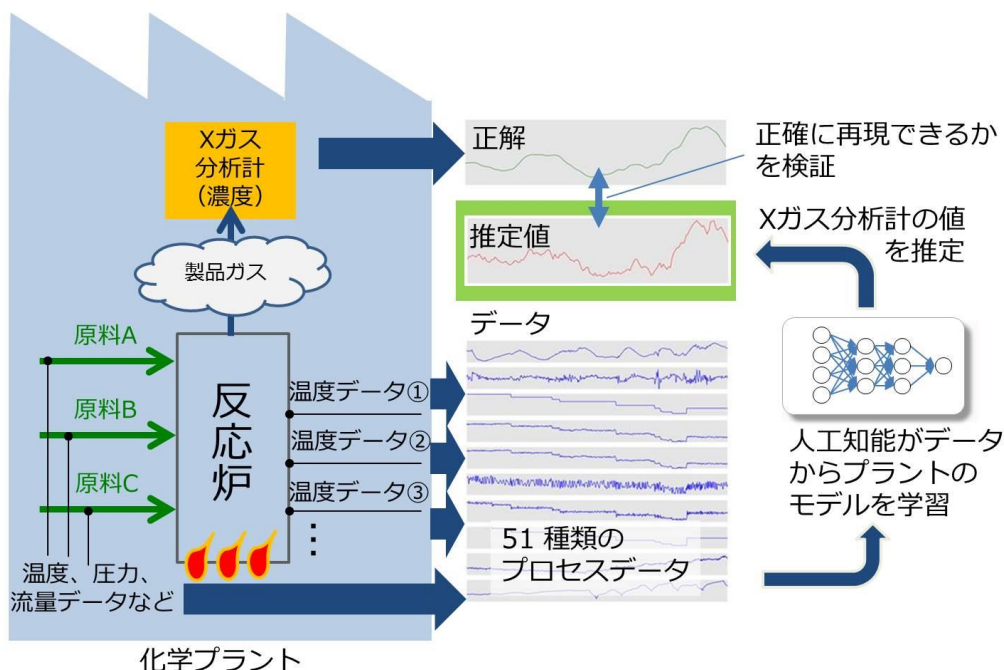 Xガス
分析計
（濃度）
製品ガス
原料A
原料B
原料C
反応炉
温度データ①
温度データ②
温度データ③
⋮
温度、圧力、
流量データなど
化学プラント
正解
推定値
データ
51 種類の
プロセスデータ
正確に再現できるか
を検証
Xガス分析計の値
を推定
人工知能がデータ
からプラントの
モデルを学習